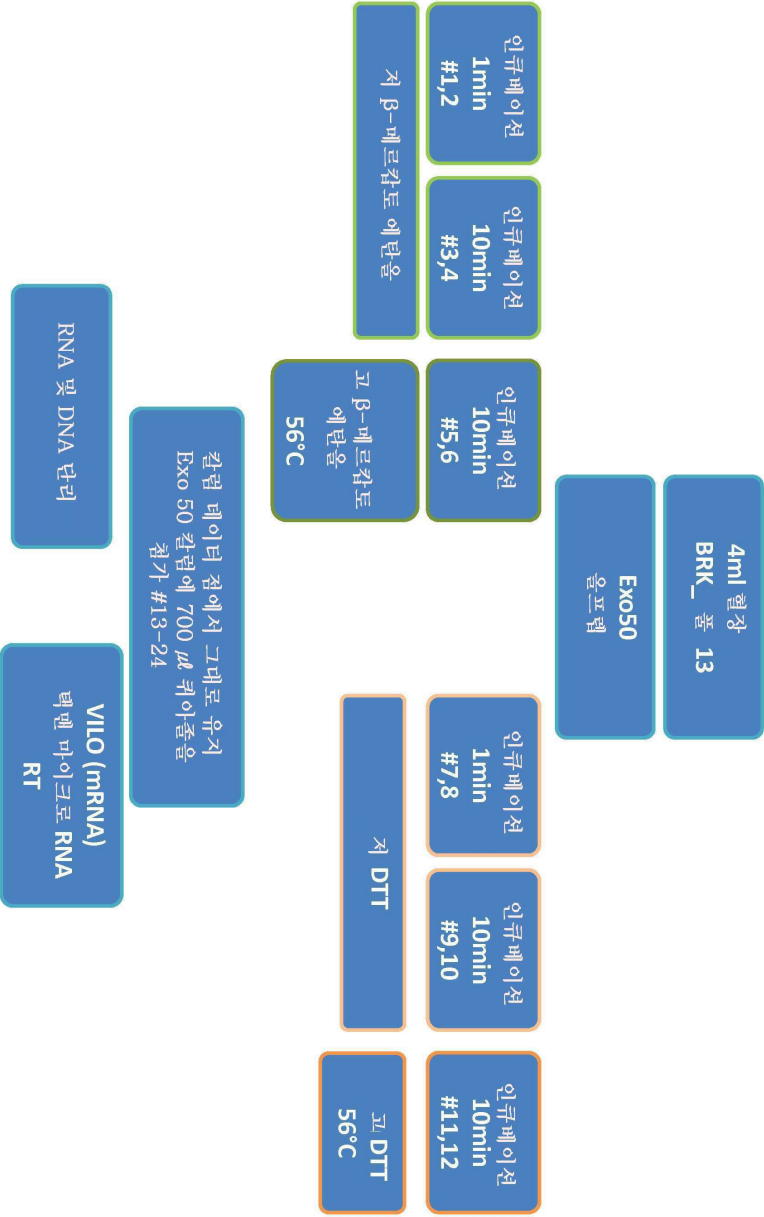 4ml 혈장
BRK_ 풀 13
Exo50
올프렙
인큐베이션
1min
#1,2
인큐베이션
10min
#3,4
인큐베이션
10min
#5,6
인큐베이션
1min
#7,8
인큐베이션
10min
#9,10
인큐베이션
10min
#11,12
저 β-메르캅토 에탄올
고 β-메르캅토
에탄올
56°C
저 DTT
고 DTT
56°C
칼럼 데이터 점에서 그대로 유지
Exo 50 칼럼에 700 ㎕ 퀴아졸을
첨가 #13-24
RNA 및 DNA 단리
VILO (mRNA)
택맨 마이크로 RNA
RT